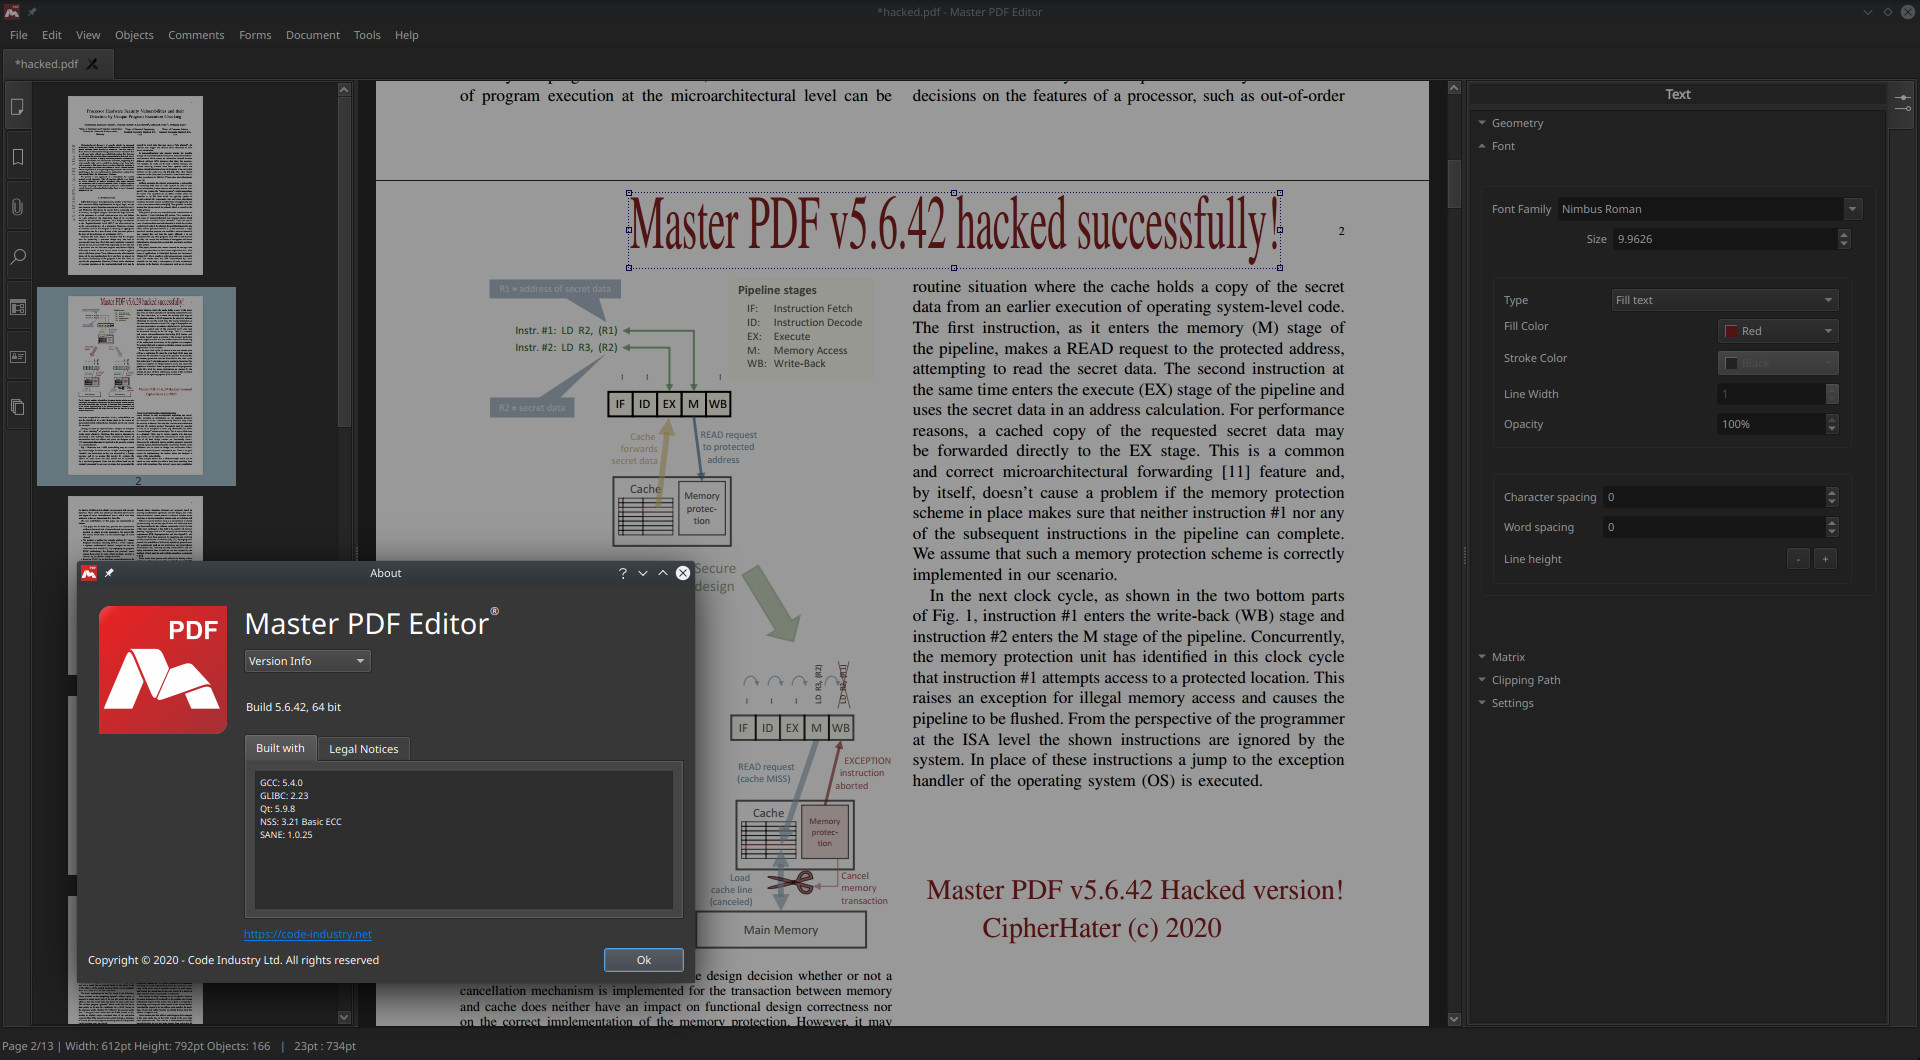 *hacked.pdf - Master PDF Editor
File Edit View Objects Comments Forms Document Tools Help
*hacked.pdf
Master PDF v5.6.42 hacked successfully!
2
of program execution at the microarchitectural level can be
decisions on the features of a processor, such as out-of-order
Master PDF v5.6.42 hacked successfully!
2
R1 = address of secret data
Instr. #1: LD R2, (R1)
Instr. #2: LD R3, (R2)
R2 = secret data
Pipeline stages
IF: Instruction Fetch
ID: Instruction Decode
EX: Execute
M: Memory Access
WB: Write-Back
IF ID EX M WB
Cache
forwards
secret data
READ request
to protected
address
Cache
Memory
protec-
tion
Secure
design
LD R3, (R2)
IF ID EX M WB
READ request
(cache MISS)
EXCEPTION
instruction
aborted
Cache
Memory
protec-
tion
Load
cache line
(canceled)
Cancel
memory
transaction
Main Memory
e design decision whether or not a
cancellation mechanism is implemented for the transaction between memory
and cache does neither have an impact on functional design correctness nor
on the correct implementation of the memory protection. However, it may
routine situation where the cache holds a copy of the secret
data from an earlier execution of operating system-level code.
The first instruction, as it enters the memory (M) stage of
the pipeline, makes a READ request to the protected address,
attempting to read the secret data. The second instruction at
the same time enters the execute (EX) stage of the pipeline and
uses the secret data in an address calculation. For performance
reasons, a cached copy of the requested secret data may
be forwarded directly to the EX stage. This is a common
and correct microarchitectural forwarding [11] feature and,
by itself, doesn't cause a problem if the memory protection
scheme in place makes sure that neither instruction #1 nor any
of the subsequent instructions in the pipeline can complete.
We assume that such a memory protection scheme is correctly
implemented in our scenario.
In the next clock cycle, as shown in the two bottom parts
of Fig. 1, instruction #1 enters the write-back (WB) stage and
instruction #2 enters the M stage of the pipeline. Concurrently,
the memory protection unit has identified in this clock cycle
that instruction #1 attempts access to a protected location. This
raises an exception for illegal memory access and causes the
pipeline to be flushed. From the perspective of the programmer
at the ISA level the shown instructions are ignored by the
system. In place of these instructions a jump to the exception
handler of the operating system (OS) is executed.
Master PDF v5.6.42 Hacked version!
CipherHater (c) 2020
Text
Geometry
Font
Font Family Nimbus Roman
Size 9.9626
Type Fill text
Fill Color Red
Stroke Color Black
Line Width 1
Opacity 100%
Character spacing 0
Word spacing 0
Line height - +
Matrix
Clipping Path
Settings
About
PDF
Master PDF Editor®
Version Info
Build 5.6.42, 64 bit
Built with Legal Notices
GCC: 5.4.0
GLIBC: 2.23
Qt: 5.9.8
NSS: 3.21 Basic ECC
SANE: 1.0.25
https://code-industry.net
Copyright © 2020 - Code Industry Ltd. All rights reserved
Ok
Page 2/13 | Width: 612pt Height: 792pt Objects: 166 | 23pt : 734pt